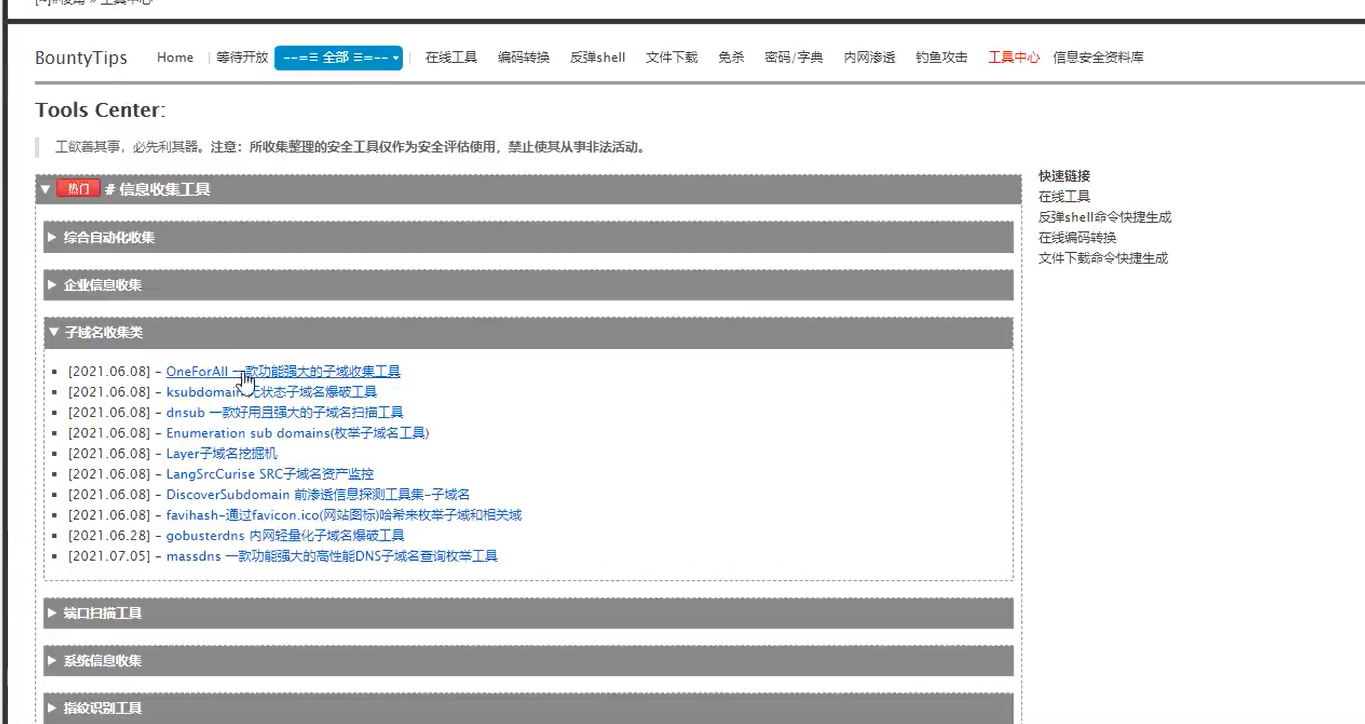 » 工具中心
BountyTips Home 等待开放 --=≡ 全部 ≡=-- 在线工具 编码转换 反弹shell 文件下载 免杀 密码/字典 内网渗透 钓鱼攻击 工具中心 信息安全资料库
Tools Center:
工欲善其事，必先利其器。注意：所收集整理的安全工具仅作为安全评估使用，禁止使其从事非法活动。
热门 # 信息收集工具
综合自动化收集
企业信息收集
子域名收集类
[2021.06.08] - OneForAll 一款功能强大的子域收集工具
[2021.06.08] - ksubdomain 无状态子域名爆破工具
[2021.06.08] - dnsub 一款好用且强大的子域名扫描工具
[2021.06.08] - Enumeration sub domains(枚举子域名工具)
[2021.06.08] - Layer子域名挖掘机
[2021.06.08] - LangSrcCurise SRC子域名资产监控
[2021.06.08] - DiscoverSubdomain 前渗透信息探测工具集-子域名
[2021.06.08] - favihash-通过favicon.ico(网站图标)哈希来枚举子域和相关域
[2021.06.28] - gobusterdns 内网轻量化子域名爆破工具
[2021.07.05] - massdns 一款功能强大的高性能DNS子域名查询枚举工具
端口扫描工具
系统信息收集
指纹识别工具
快速链接
在线工具
反弹shell命令快捷生成
在线编码转换
文件下载命令快捷生成